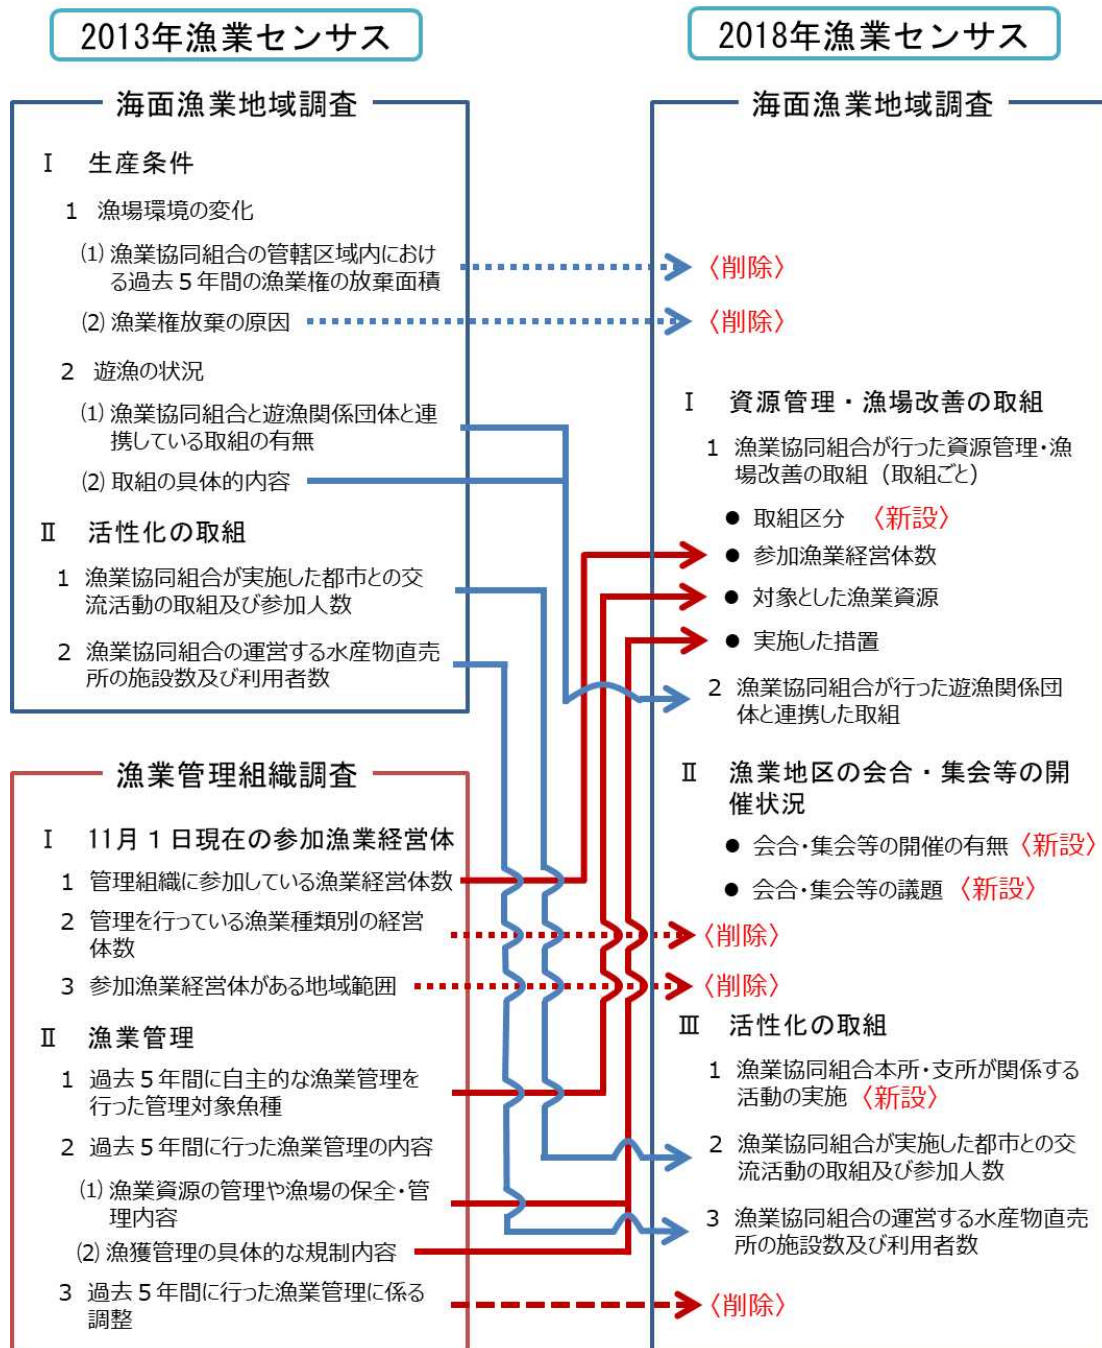 2013年漁業センサス
海面漁業地域調査
Ⅰ 生産条件
1 漁場環境の変化
⑴ 漁業協同組合の管轄区域内におけ
る過去5年間の漁業権の放棄面積
⑵ 漁業権放棄の原因
2 遊漁の状況
⑴ 漁業協同組合と遊漁関係団体と連
携している取組の有無
⑵ 取組の具体的内容
Ⅱ 活性化の取組
1 漁業協同組合が実施した都市との交
流活動の取組及び参加人数
2 漁業協同組合の運営する水産物直売
所の施設数及び利用者数
漁業管理組織調査
Ⅰ 11月1日現在の参加漁業経営体
1 管理組織に参加している漁業経営体数
2 管理を行っている漁業種類別の経営
体数
3 参加漁業経営体がある地域範囲
Ⅱ 漁業管理
1 過去5年間に自主的な漁業管理を
行った管理対象魚種
2 過去5年間に行った漁業管理の内容
⑴ 漁業資源の管理や漁場の保全・管
理内容
⑵ 漁獲管理の具体的な規制内容
3 過去5年間に行った漁業管理に係る
調整
2018年漁業センサス
海面漁業地域調査
〈削除〉
〈削除〉
Ⅰ 資源管理・漁場改善の取組
1 漁業協同組合が行った資源管理・漁
場改善の取組（取組ごと）
● 取組区分 〈新設〉
● 参加漁業経営体数
● 対象とした漁業資源
● 実施した措置
2 漁業協同組合が行った遊漁関係団
体と連携した取組
Ⅱ 漁業地区の会合・集会等の開
催状況
● 会合・集会等の開催の有無〈新設〉
● 会合・集会等の議題 〈新設〉
〈削除〉
〈削除〉
Ⅲ 活性化の取組
1 漁業協同組合本所・支所が関係する
活動の実施 〈新設〉
2 漁業協同組合が実施した都市との交
流活動の取組及び参加人数
3 漁業協同組合の運営する水産物直売
所の施設数及び利用者数
〈削除〉